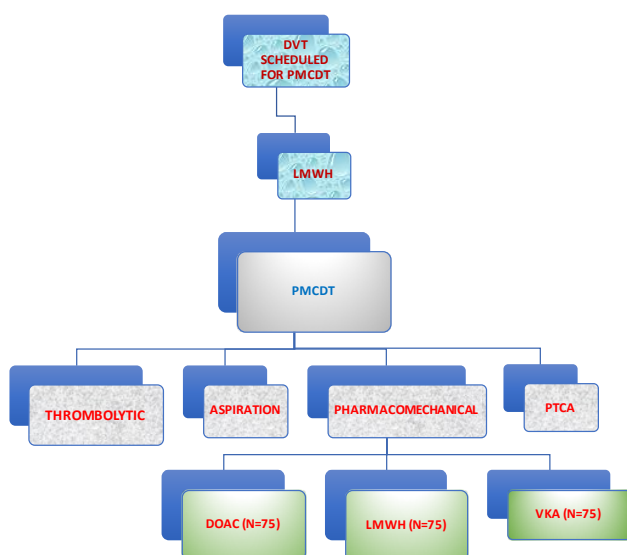 DVT
SCHEDULED
FOR PMCDT
LMWH
PMCDT
THROMBOLYTIC
ASPIRATION
PHARMACOMECHANICAL
PTCA
DOAC (N=75)
LMWH (N=75)
VKA (N=75)